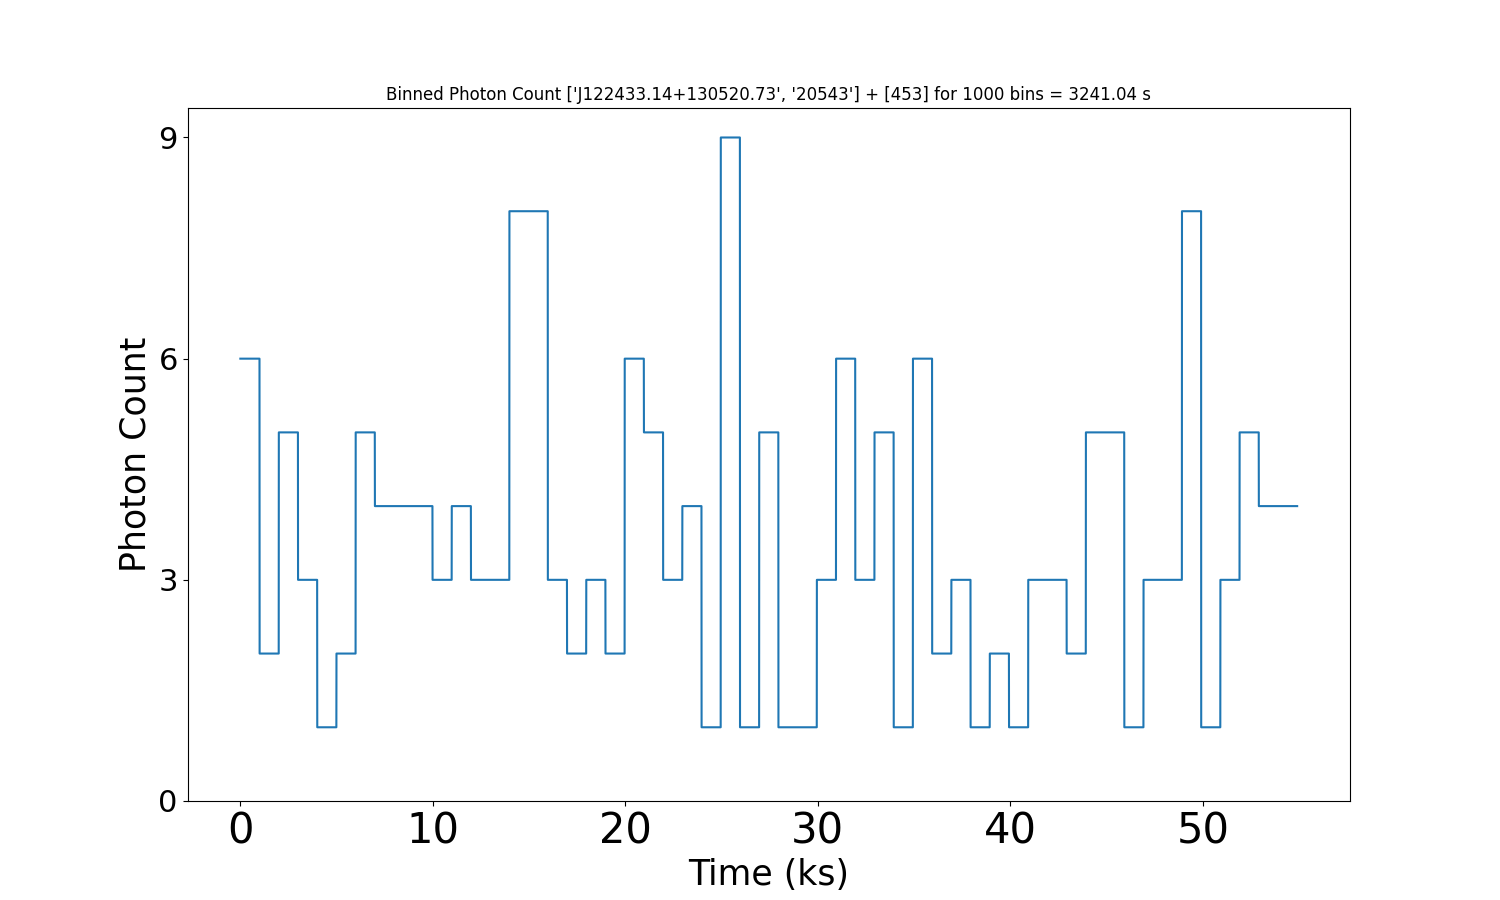 Binned Photon Count ['J122433.14+130520.73', '20543'] + [453] for 1000 bins = 3241.04 s
9
6
3
0
Photon Count
0 10 20 30 40 50
Time (ks)